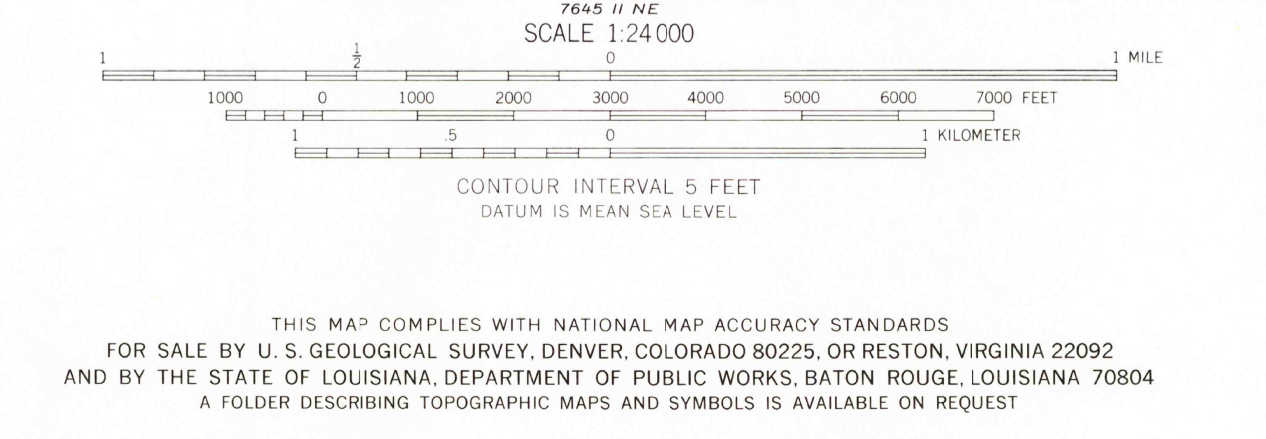 7645 II NE
SCALE 1:24 000
1 1/2 0 1 MILE
1000 0 1000 2000 3000 4000 5000 6000 7000 FEET
1 .5 0 1 KILOMETER
CONTOUR INTERVAL 5 FEET
DATUM IS MEAN SEA LEVEL
THIS MAP COMPLIES WITH NATIONAL MAP ACCURACY STANDARDS
FOR SALE BY U. S. GEOLOGICAL SURVEY, DENVER, COLORADO 80225, OR RESTON, VIRGINIA 22092
AND BY THE STATE OF LOUISIANA, DEPARTMENT OF PUBLIC WORKS, BATON ROUGE, LOUISIANA 70804
A FOLDER DESCRIBING TOPOGRAPHIC MAPS AND SYMBOLS IS AVAILABLE ON REQUEST